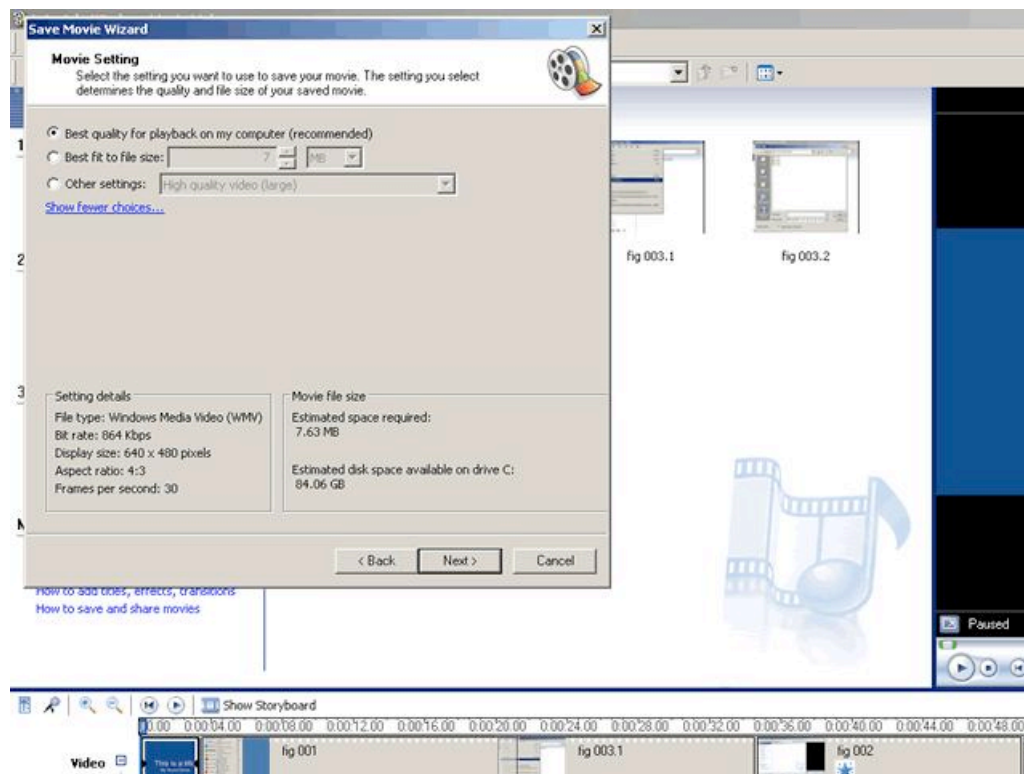 Save Movie Wizard
Movie Setting
Select the setting you want to use to save your movie. The setting you select
determines the quality and file size of your saved movie.
Best quality for playback on my computer (recommended)
Best fit to file size: 7 MB
Other settings: High quality video (large)
Show fewer choices...
1
2
3
fig 003.1
fig 003.2
Setting details
File type: Windows Media Video (WMV)
Bit rate: 864 Kbps
Display size: 640 x 480 pixels
Aspect ratio: 4:3
Frames per second: 30
Movie file size
Estimated space required:
7.63 MB
Estimated disk space available on drive C:
84.06 GB
< Back
Next >
Cancel
How to add titles, effects, transitions
How to save and share movies
Paused
Show Storyboard
0:00 0:00:04.00 0:00:08.00 0:00:12.00 0:00:16.00 0:00:20.00 0:00:24.00 0:00:28.00 0:00:32.00 0:00:36.00 0:00:40.00 0:00:44.00 0:00:48.00
Video
This is a
fig 001
fig 003.1
fig 002